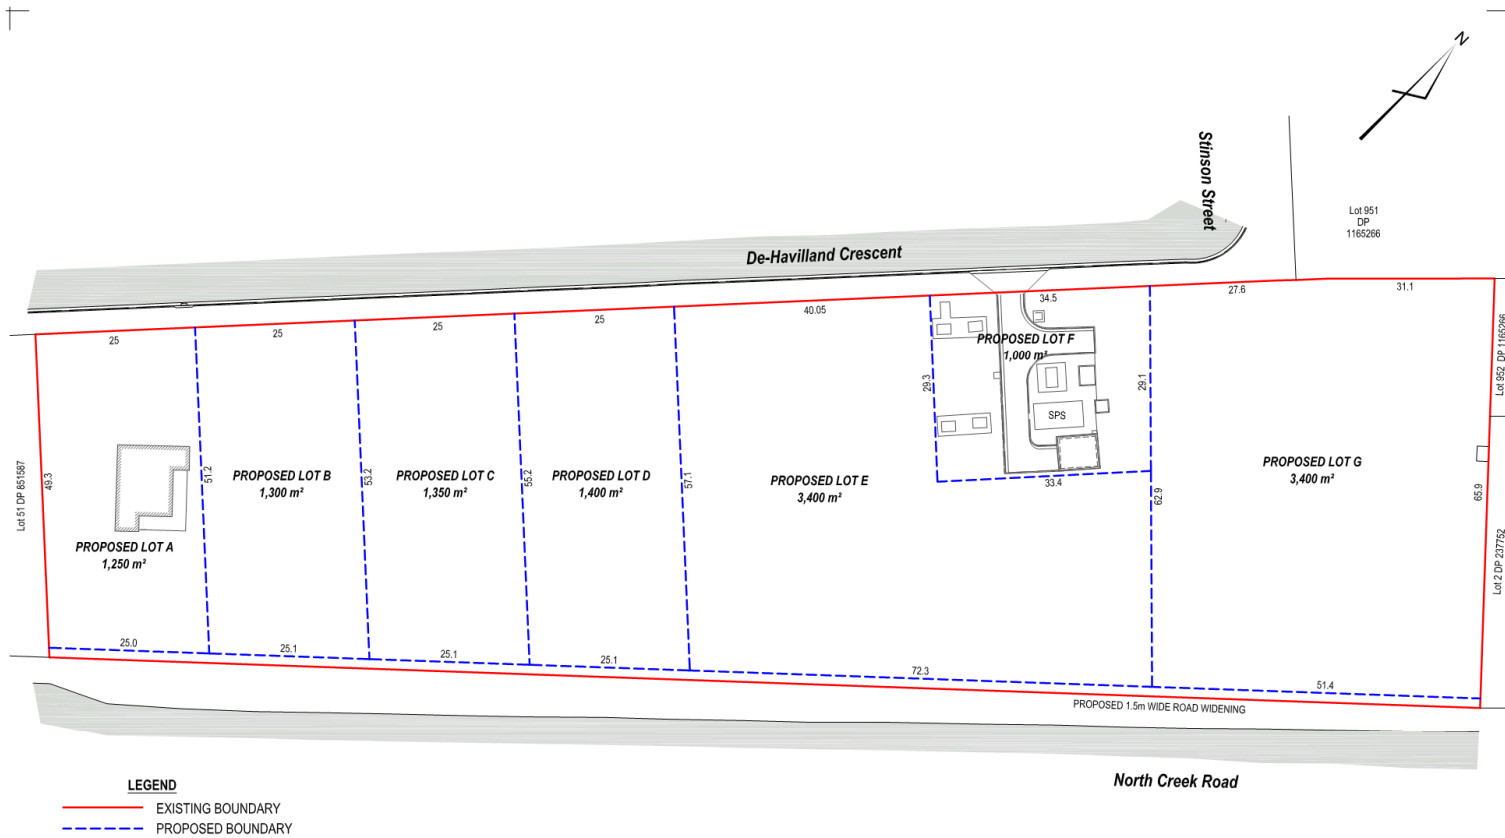 N
Stinson Street
Lot 951
DP
1165266
De-Havilland Crescent
25
25
25
25
40.05
34.5
27.6
31.1
Lot 952 DP 1165266
PROPOSED LOT F
1,000 m²
29.3
29.1
SPS
33.4
Lot 51 DP 851587
49.3
51.2
PROPOSED LOT B
1,300 m²
53.2
PROPOSED LOT C
1,350 m²
55.2
PROPOSED LOT D
1,400 m²
57.1
PROPOSED LOT E
3,400 m²
62.9
PROPOSED LOT G
3,400 m²
65.9
Lot 2 DP 237752
PROPOSED LOT A
1,250 m²
25.0
25.1
25.1
25.1
72.3
51.4
PROPOSED 1.5m WIDE ROAD WIDENING
North Creek Road
LEGEND
EXISTING BOUNDARY
PROPOSED BOUNDARY